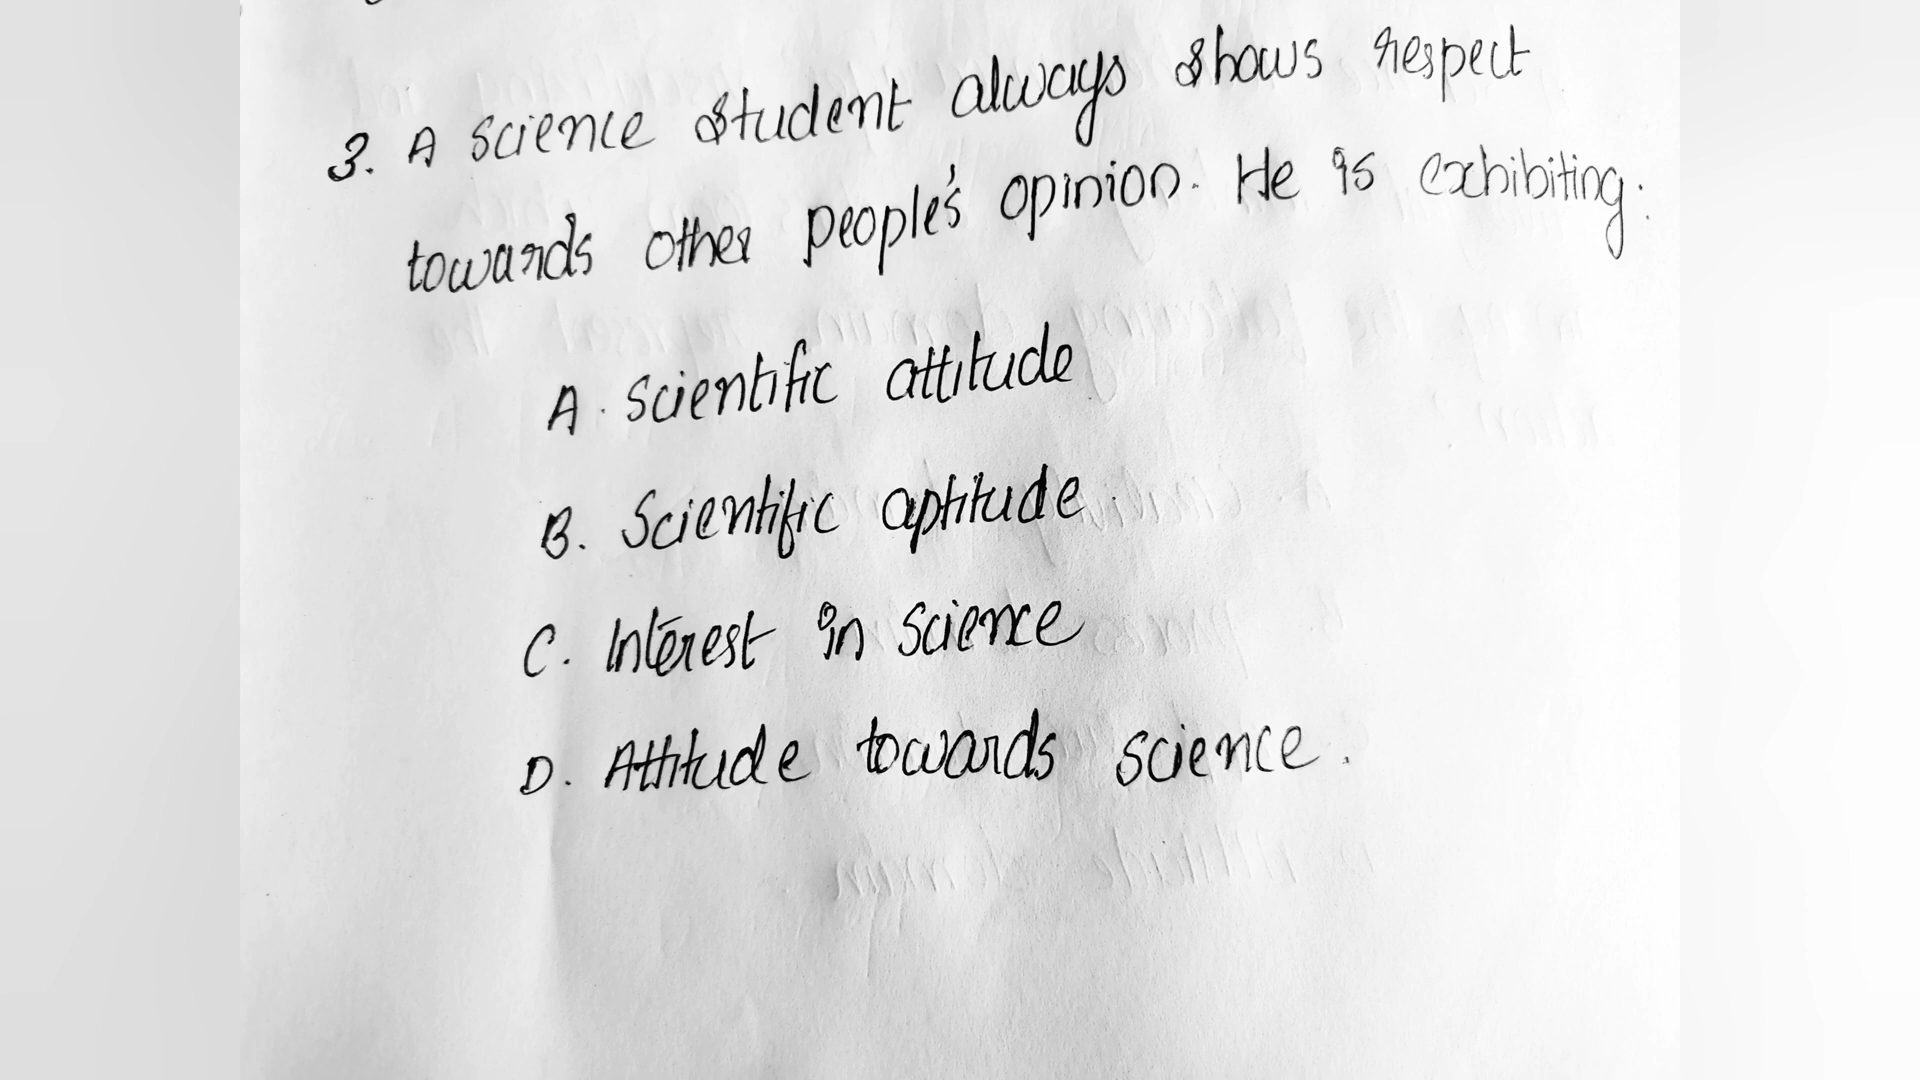 3. A science student always shows respect
towards other people's opinion. He is exhibiting:
A. Scientific attitude
B. Scientific aptitude
C. Interest in science
D. Attitude towards science.